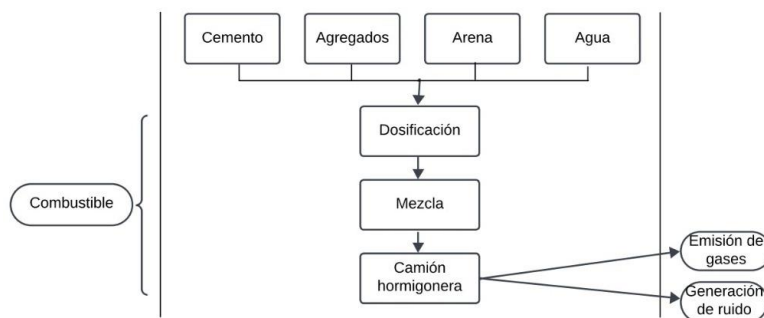 Cemento
Agregados
Arena
Agua
Dosificación
Combustible
Mezcla
Camión
hormigonera
Emisión de
gases
Generación
de ruido